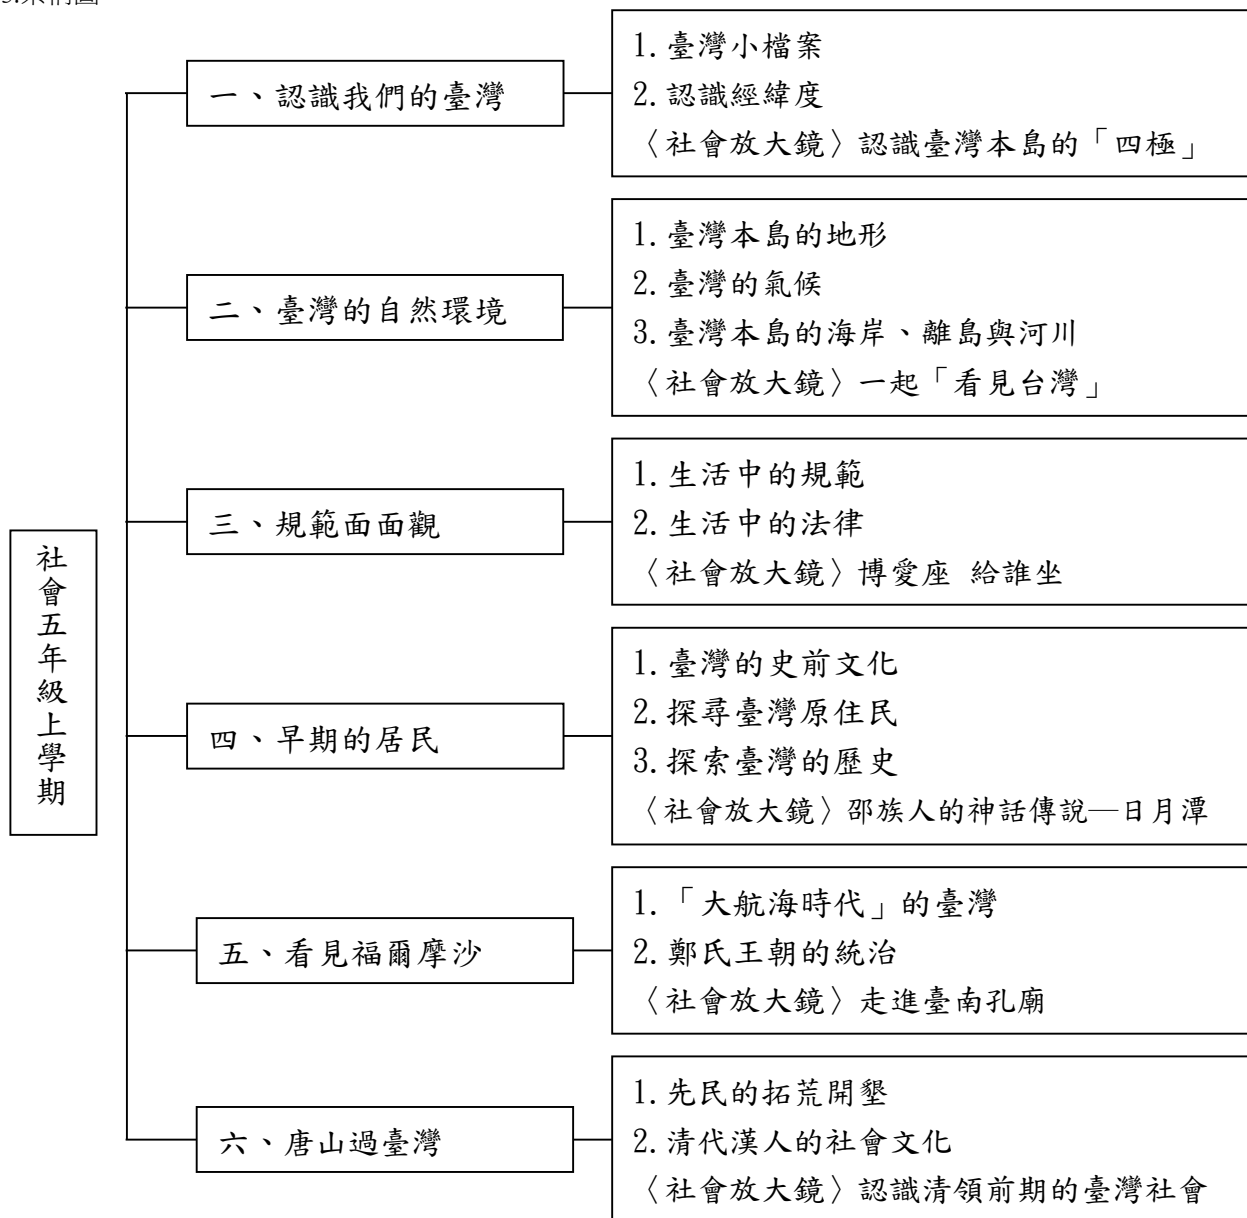 社會五年級上學期
一、認識我們的臺灣
1.臺灣小檔案
2.認識經緯度
〈社會放大鏡〉認識臺灣本島的「四極」
二、臺灣的自然環境
1.臺灣本島的地形
2.臺灣的氣候
3.臺灣本島的海岸、離島與河川
〈社會放大鏡〉一起「看見台灣」
三、規範面面觀
1.生活中的規範
2.生活中的法律
〈社會放大鏡〉博愛座 給誰坐
四、早期的居民
1.臺灣的史前文化
2.探尋臺灣原住民
3.探索臺灣的歷史
〈社會放大鏡〉邵族人的神話傳說─日月潭
五、看見福爾摩沙
1.「大航海時代」的臺灣
2.鄭氏王朝的統治
〈社會放大鏡〉走進臺南孔廟
六、唐山過臺灣
1.先民的拓荒開墾
2.清代漢人的社會文化
〈社會放大鏡〉認識清領前期的臺灣社會